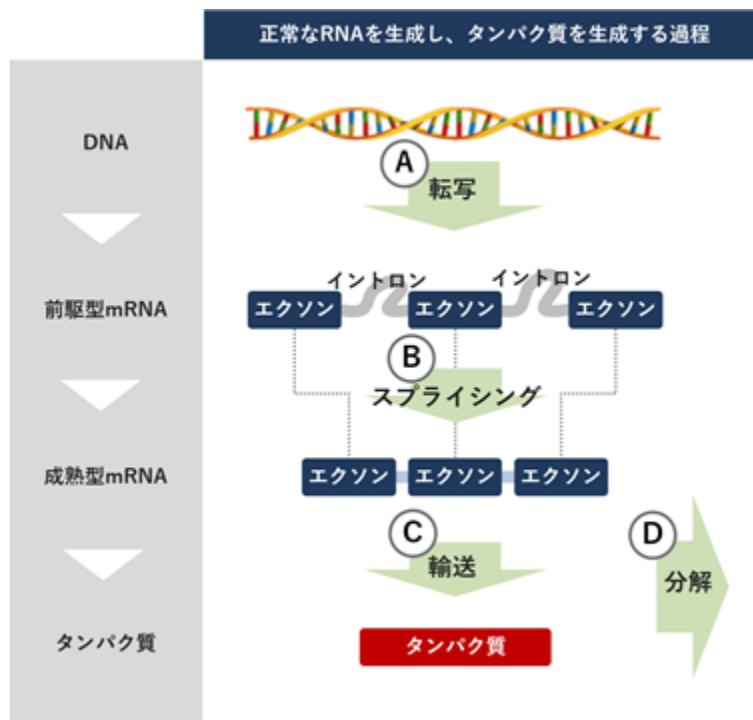 正常なRNAを生成し、タンパク質を生成する過程
DNA
A
転写
イントロン
イントロン
前駆型mRNA
エクソン
エクソン
エクソン
B
スプライシング
成熟型mRNA
エクソン
エクソン
エクソン
C
輸送
D
分解
タンパク質
タンパク質